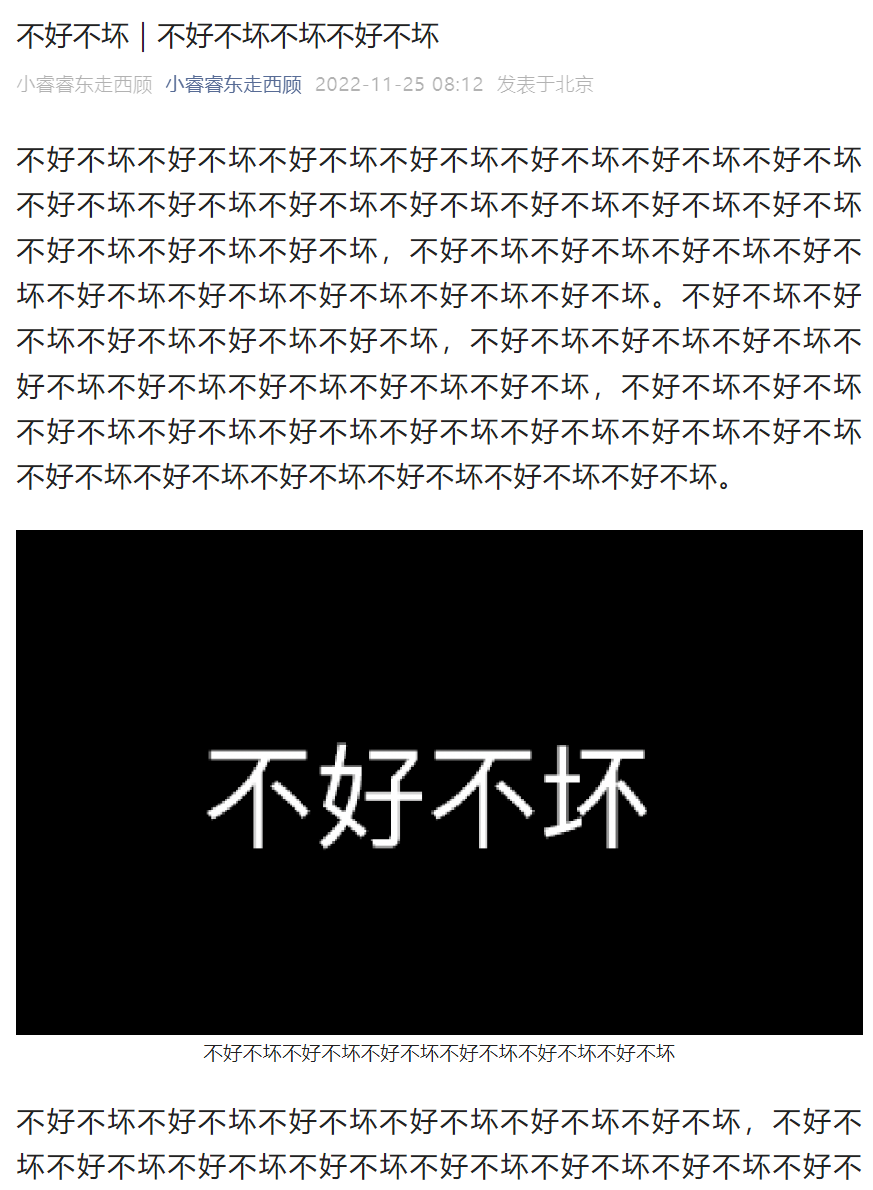 不好不坏｜不好不坏不坏不好不坏
小睿睿东走西顾 小睿睿东走西顾 2022-11-25 08:12 发表于北京
不好不坏不好不坏不好不坏不好不坏不好不坏不好不坏不好不坏
不好不坏不好不坏不好不坏不好不坏不好不坏不好不坏不好不坏
不好不坏不好不坏不好不坏，不好不坏不好不坏不好不坏不好不
坏不好不坏不好不坏不好不坏不好不坏不好不坏。不好不坏不好
不坏不好不坏不好不坏不好不坏，不好不坏不好不坏不好不坏不
好不坏不好不坏不好不坏不好不坏不好不坏，不好不坏不好不坏
不好不坏不好不坏不好不坏不好不坏不好不坏不好不坏不好不坏
不好不坏不好不坏不好不坏不好不坏不好不坏不好不坏。
不好不坏
不好不坏不好不坏不好不坏不好不坏不好不坏不好不坏
不好不坏不好不坏不好不坏不好不坏不好不坏不好不坏，不好不
坏不好不坏不好不坏不好不坏不好不坏不好不坏不好不坏不好不